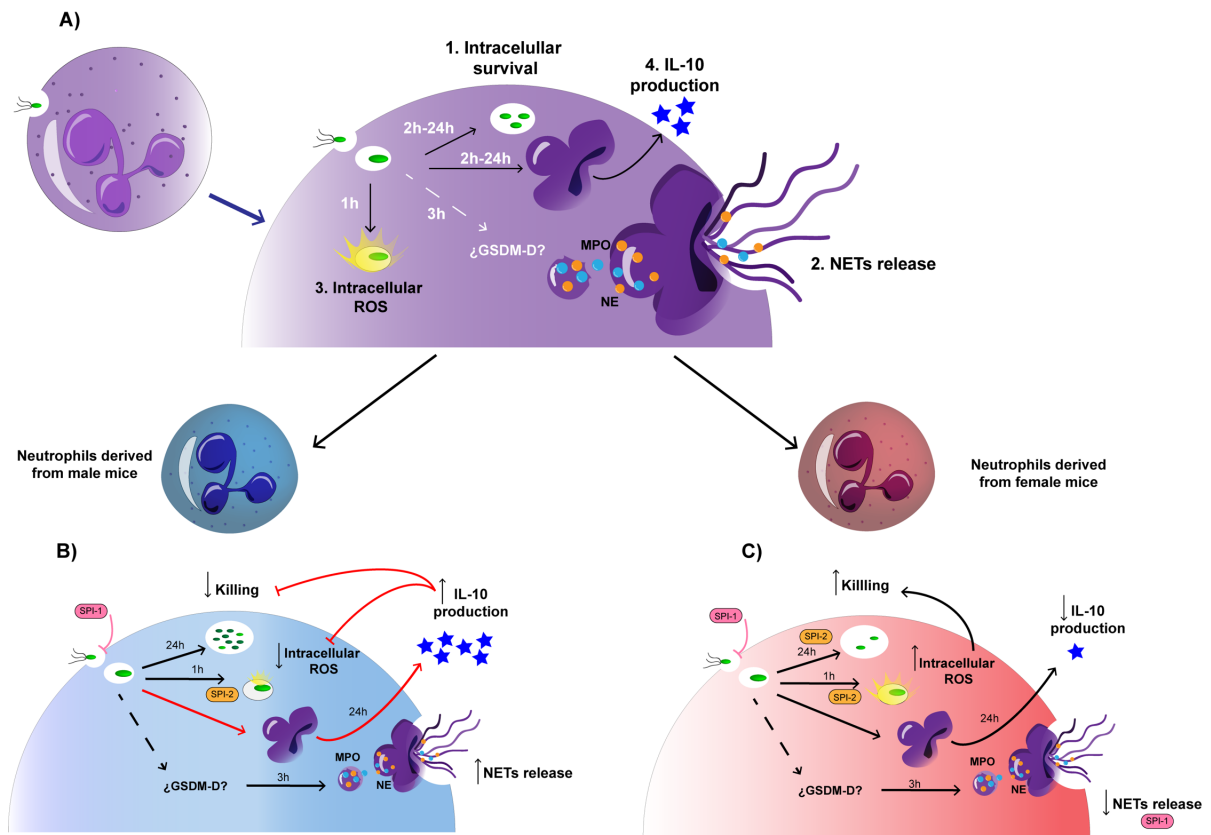 A)
1. Intracelullar
survival
4. IL-10
production
2h-24h
2h-24h
1h
3h
¿GSDM-D?
MPO
NE
2. NETs release
3. Intracellular
ROS
Neutrophils derived
from male mice
Neutrophils derived
from female mice
B)
↓ Killing
↑ IL-10
production
SPI-1
24h
↓ Intracellular
ROS
1h
SPI-2
24h
MPO
NE
¿GSDM-D?
3h
↑ NETs release
C)
↑ Killling
↓ IL-10
production
SPI-1
SPI-2
24h
↑ Intracellular
ROS
1h
SPI-2
24h
MPO
NE
¿GSDM-D?
3h
↓ NETs release
SPI-1